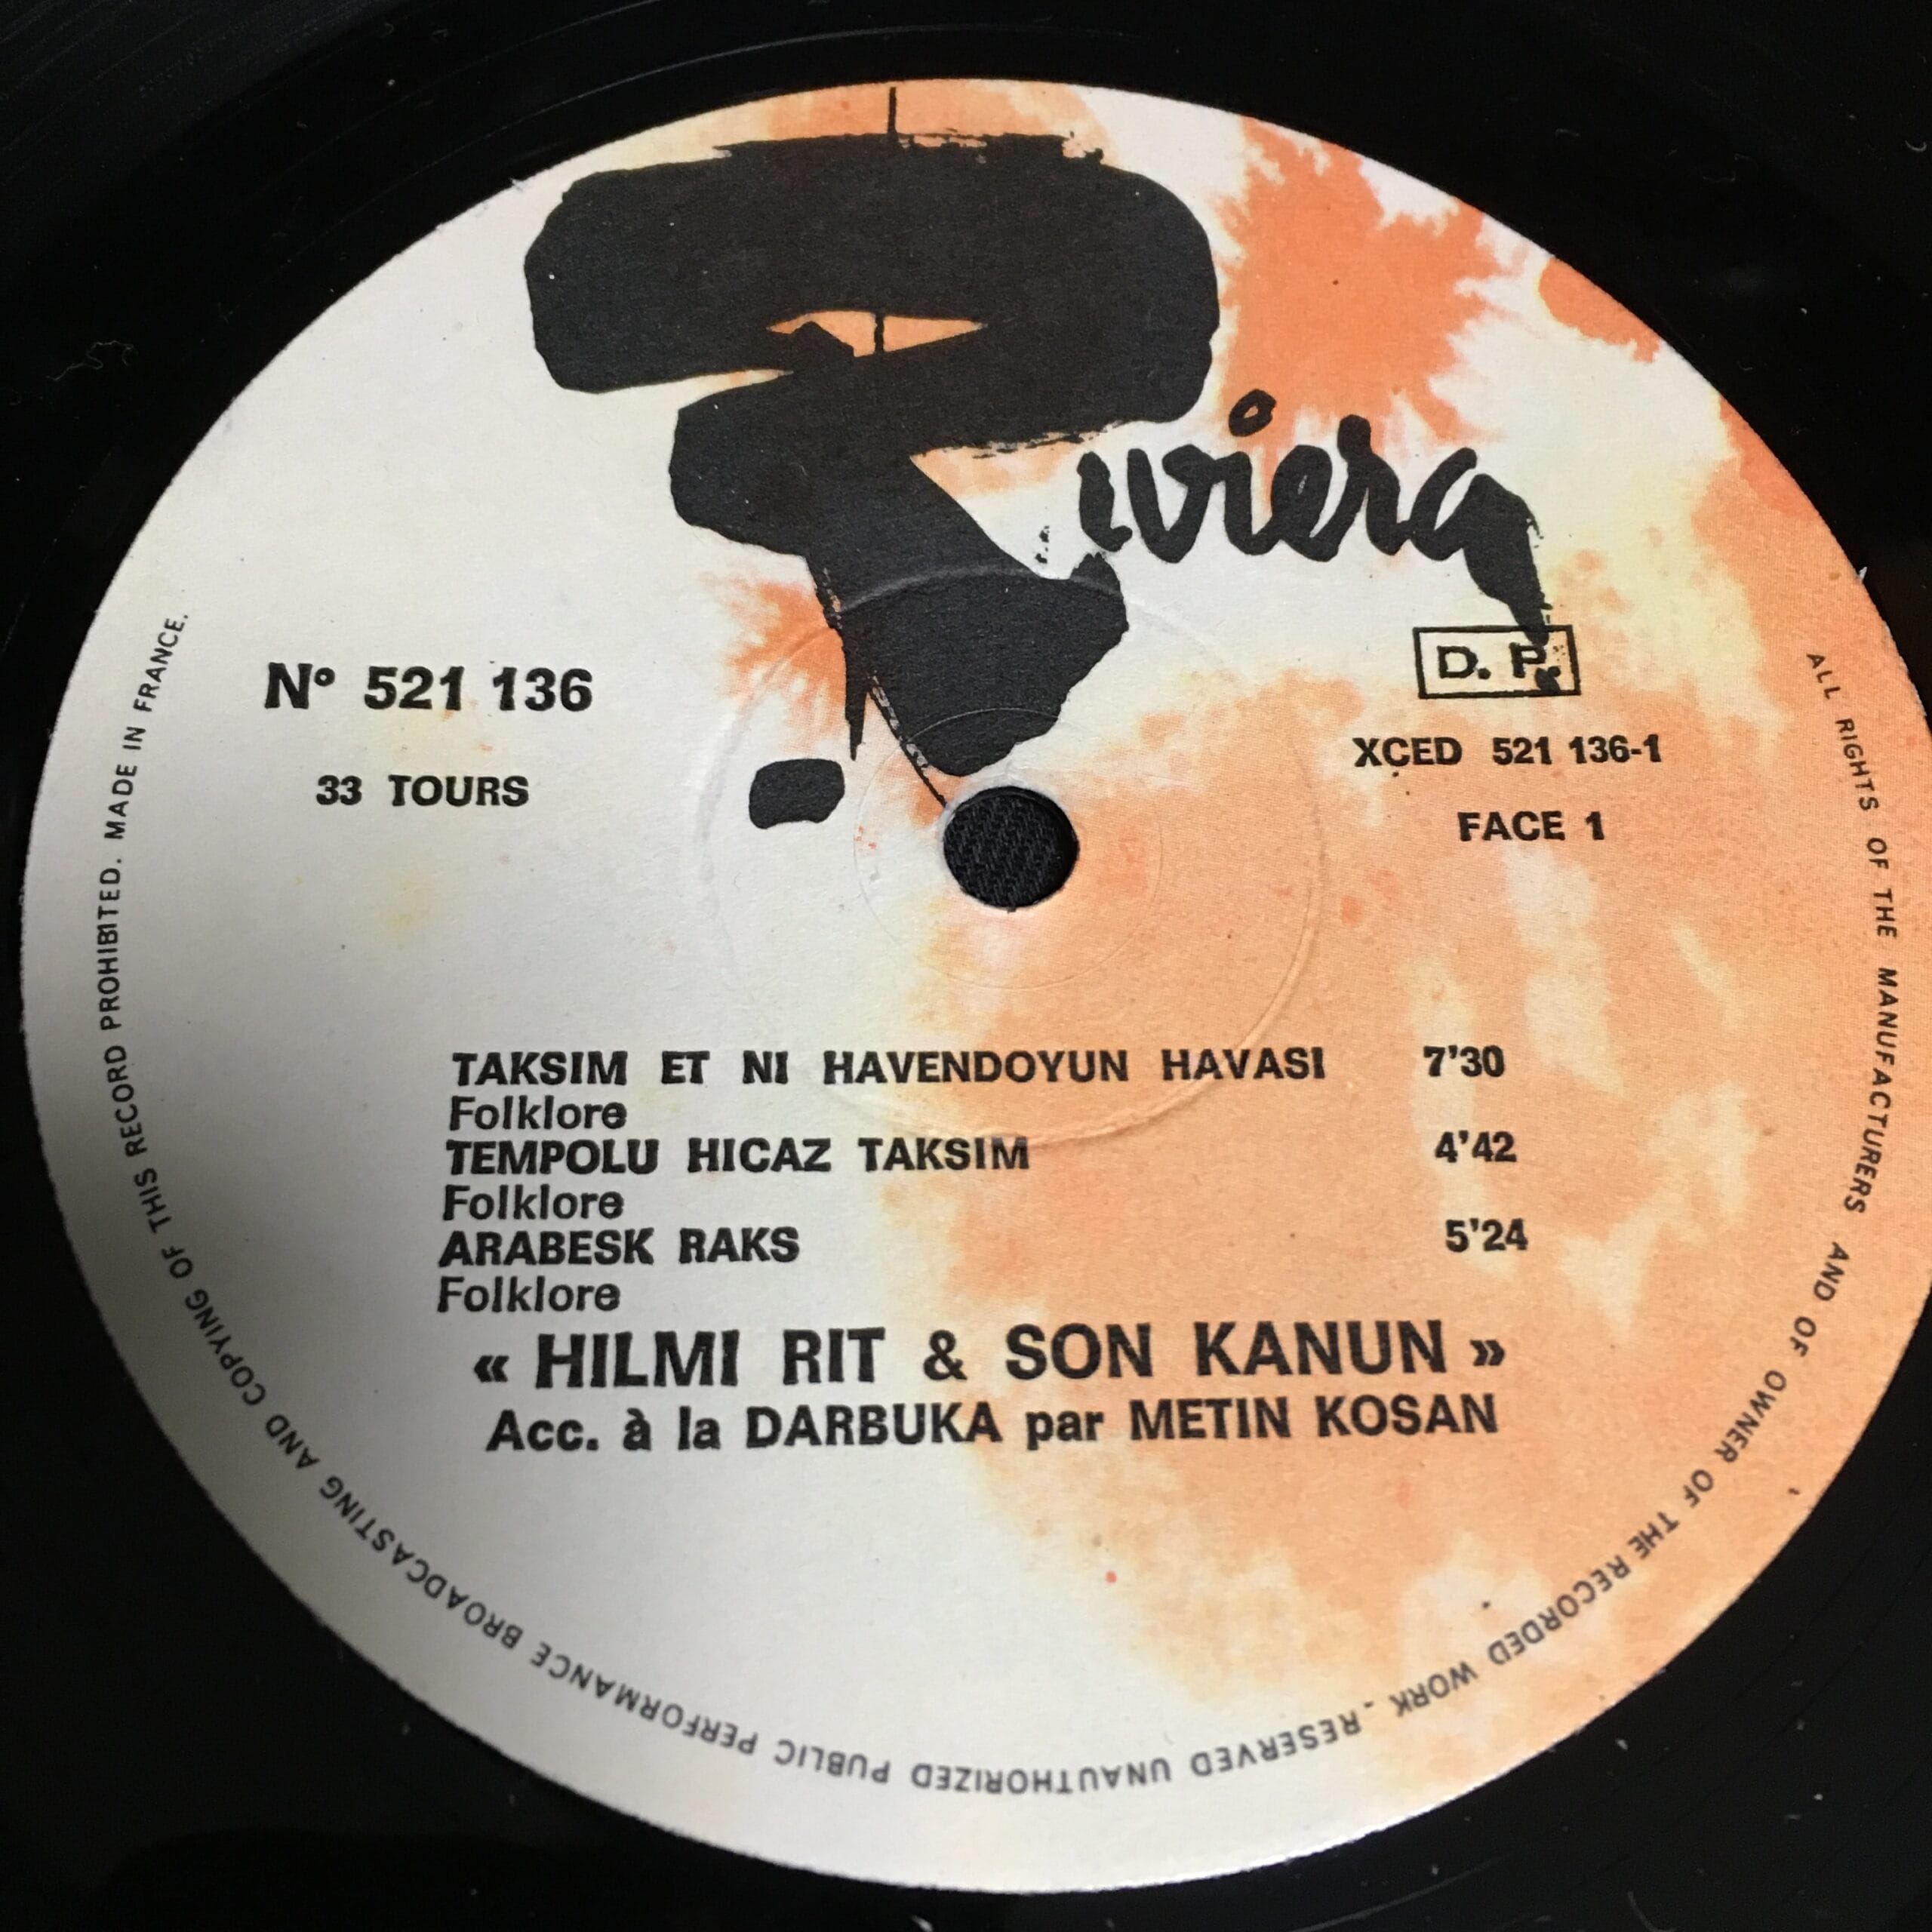 Riviera
N° 521 136
33 TOURS
D. P.
XCED 521 136-1
FACE 1
TAKSIM ET NI HAVENDOYUN HAVASI 7'30
Folklore
TEMPOLU HICAZ TAKSIM 4'42
Folklore
ARABESK RAKS 5'24
Folklore
« HILMI RIT & SON KANUN »
Acc. à la DARBUKA par METIN KOSAN
ALL RIGHTS OF THE MANUFACTURERS AND OF OWNER OF THE RECORDED WORK . RESERVED UNAUTHORIZED PUBLIC PERFORMANCE BROADCASTING AND COPYING OF THIS RECORD PROHIBITED. MADE IN FRANCE.